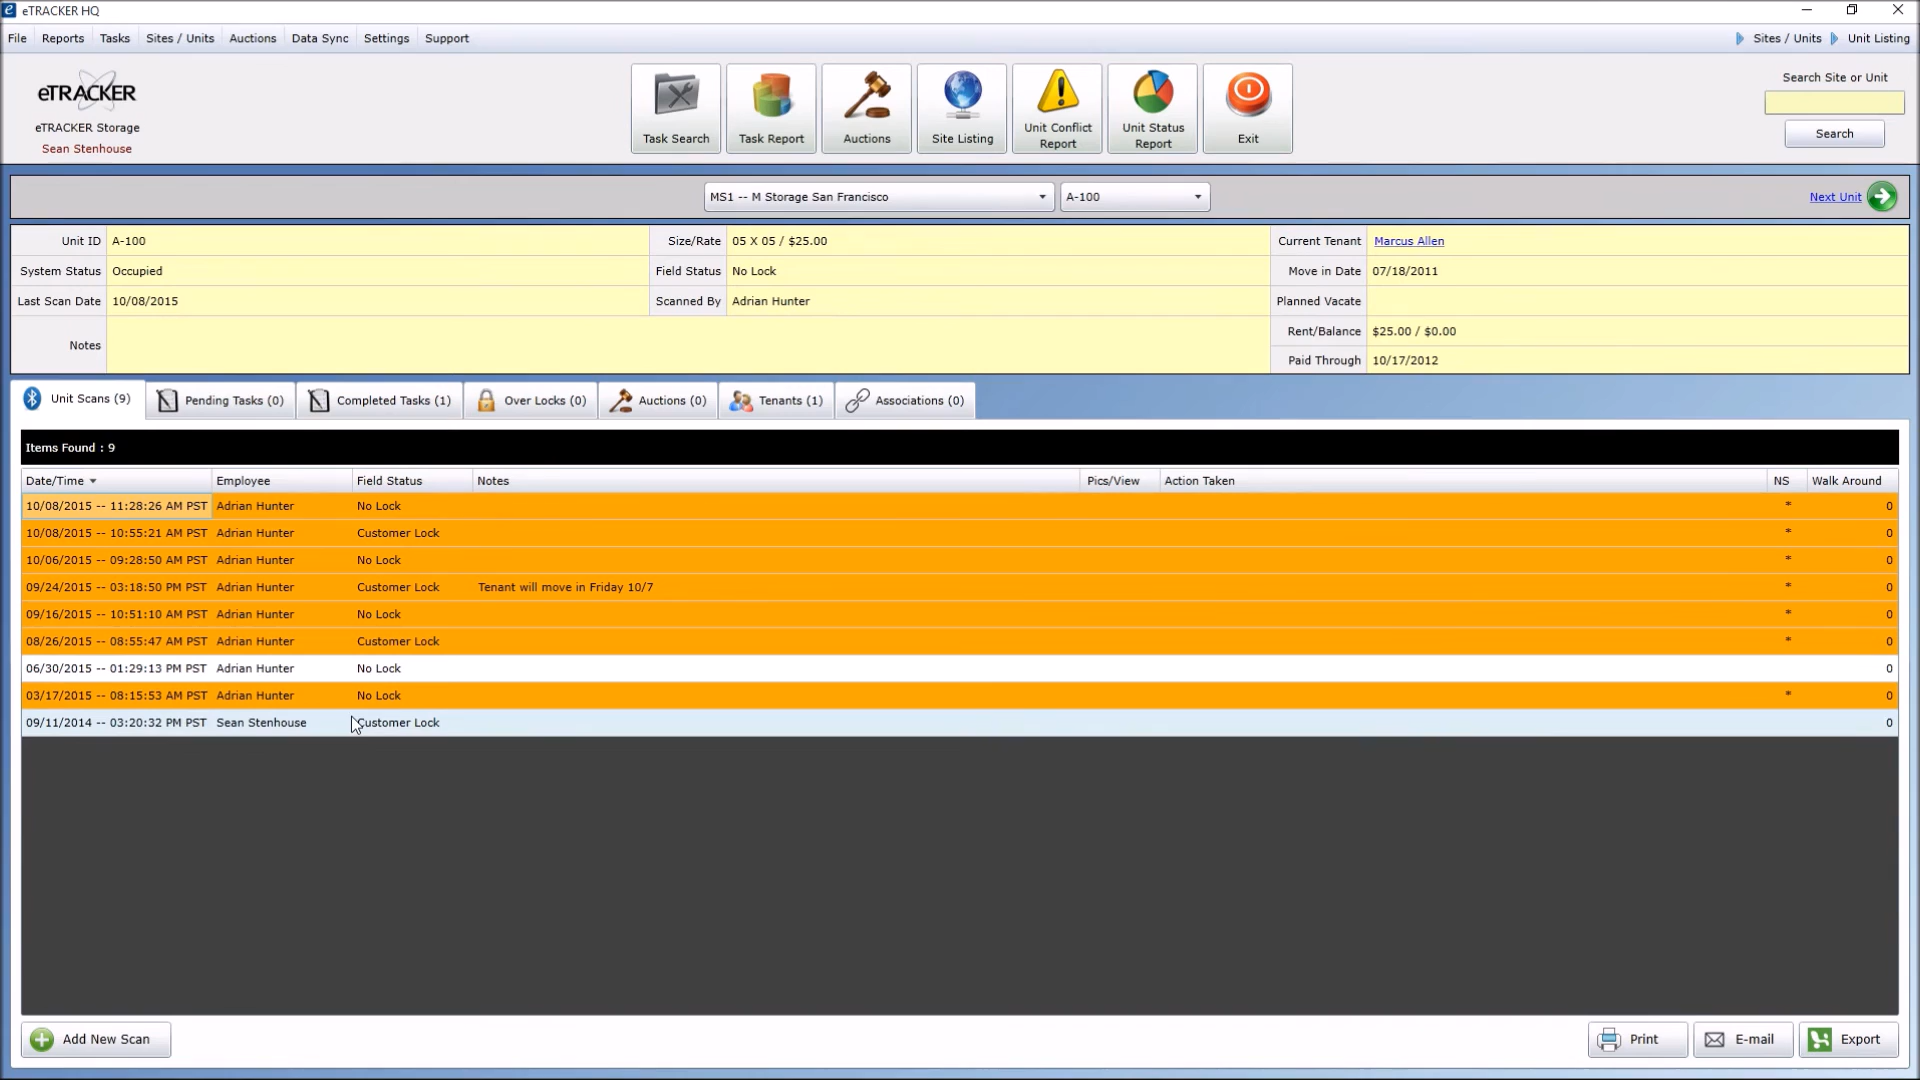 eTRACKER HQ
File Reports Tasks Sites / Units Auctions Data Sync Settings Support
Sites / Units Unit Listing
eTRACKER
eTRACKER Storage
Sean Stenhouse
Task Search
Task Report
Auctions
Site Listing
Unit Conflict
Report
Unit Status
Report
Exit
Search Site or Unit
Search
MS1 -- M Storage San Francisco A-100
Next Unit
Unit ID A-100 Size/Rate 05 X 05 / $25.00 Current Tenant Marcus Allen
System Status Occupied Field Status No Lock Move in Date 07/18/2011
Last Scan Date 10/08/2015 Scanned By Adrian Hunter Planned Vacate
Notes
Rent/Balance $25.00 / $0.00
Paid Through 10/17/2012
Unit Scans (9) Pending Tasks (0) Completed Tasks (1) Over Locks (0) Auctions (0) Tenants (1) Associations (0)
Items Found : 9
Date/Time Employee Field Status Notes Pics/View Action Taken NS Walk Around
10/08/2015 -- 11:28:26 AM PST Adrian Hunter No Lock * 0
10/08/2015 -- 10:55:21 AM PST Adrian Hunter Customer Lock * 0
10/06/2015 -- 09:28:50 AM PST Adrian Hunter No Lock * 0
09/24/2015 -- 03:18:50 PM PST Adrian Hunter Customer Lock Tenant will move in Friday 10/7 * 0
09/16/2015 -- 10:51:10 AM PST Adrian Hunter No Lock * 0
08/26/2015 -- 08:55:47 AM PST Adrian Hunter Customer Lock * 0
06/30/2015 -- 01:29:13 PM PST Adrian Hunter No Lock 0
03/17/2015 -- 08:15:53 AM PST Adrian Hunter No Lock * 0
09/11/2014 -- 03:20:32 PM PST Sean Stenhouse Customer Lock 0
Add New Scan
Print E-mail Export